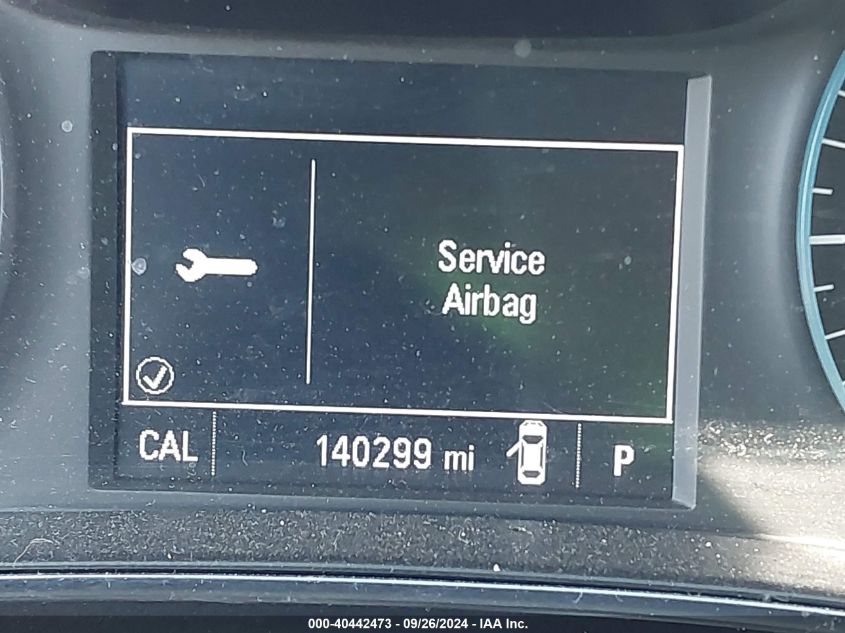 Service
Airbag
CAL 140299 mi P
000-40442473 - 09/26/2024 - IAA Inc.